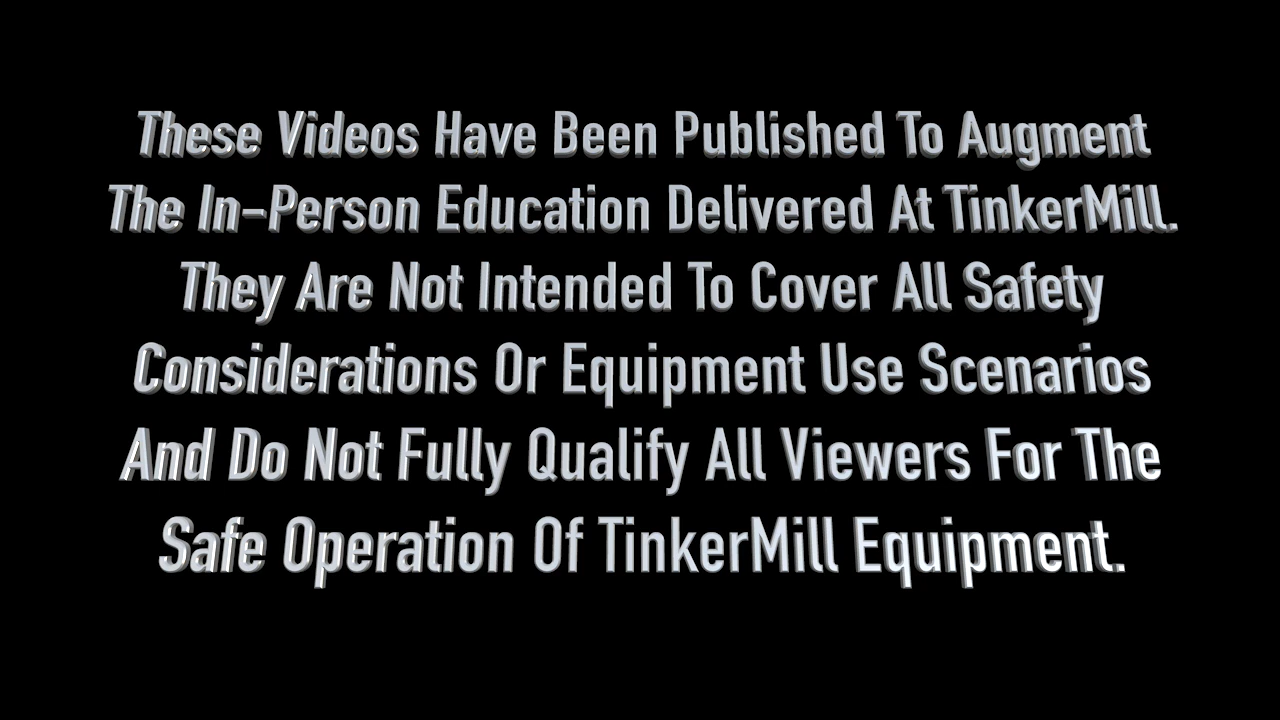 These Videos Have Been Published To Augment
The In-Person Education Delivered At TinkerMill.
They Are Not Intended To Cover All Safety
Considerations Or Equipment Use Scenarios
And Do Not Fully Qualify All Viewers For The
Safe Operation Of TinkerMill Equipment.